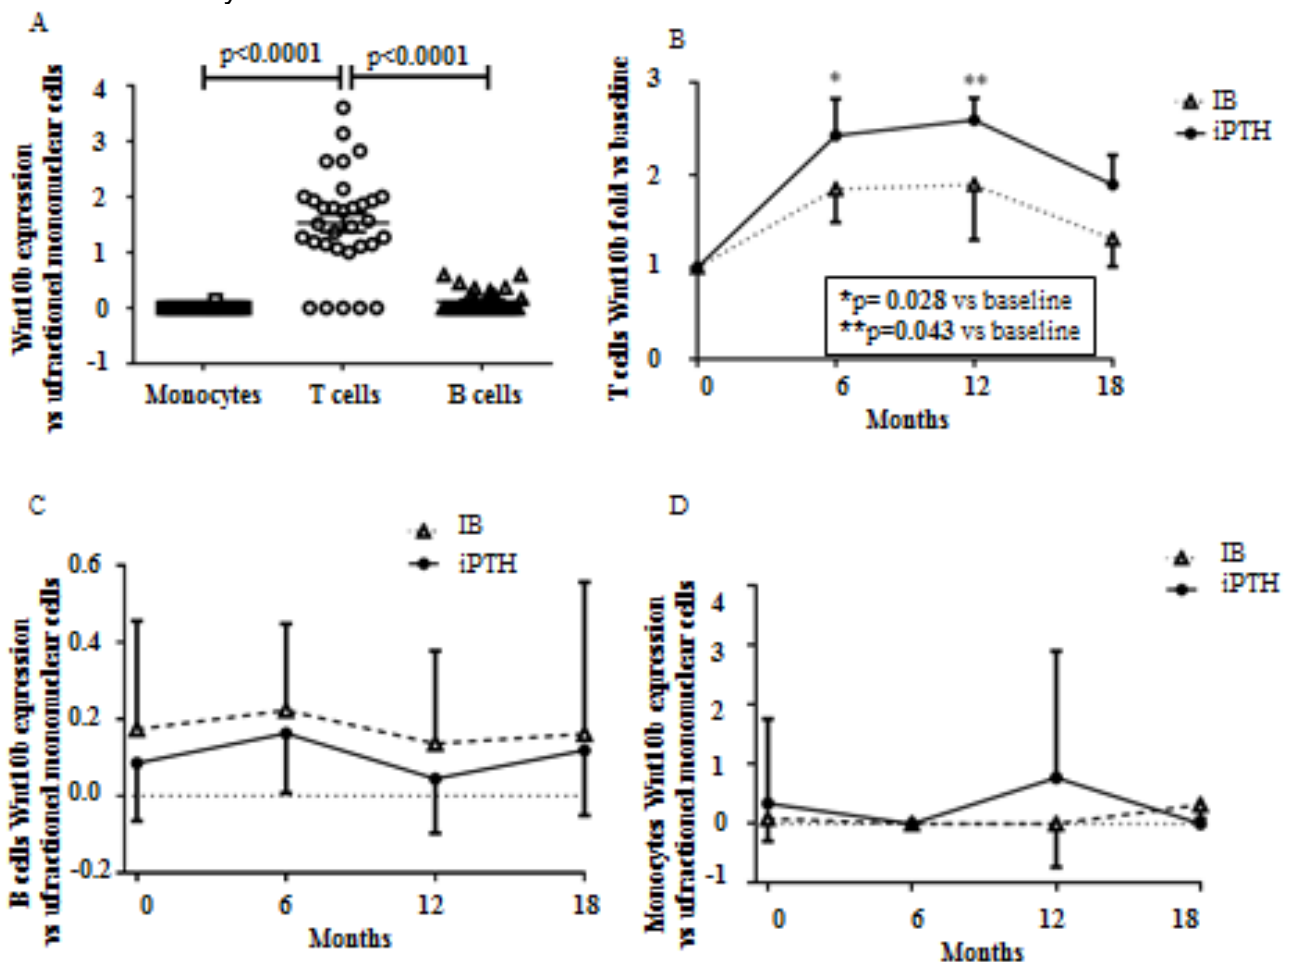 A
p<0.0001
p<0.0001
Wnt10b expression
vs ufractioned mononuclear cells
4
3
2
1
0
-1
Monocytes
T cells
B cells
B
T cells Wnt10b fold vs baseline
3
2
1
0
*
**
IB
iPTH
*p= 0.028 vs baseline
**p=0.043 vs baseline
0
6
12
18
Months
C
IB
iPTH
B cells Wnt10b expression
vs ufractioned mononuclear cells
0.6
0.4
0.2
0.0
-0.2
0
6
12
18
Months
D
IB
iPTH
Monocytes Wnt10b expression
vs ufractioned mononuclear cells
4
3
2
1
0
-1
0
6
12
18
Months